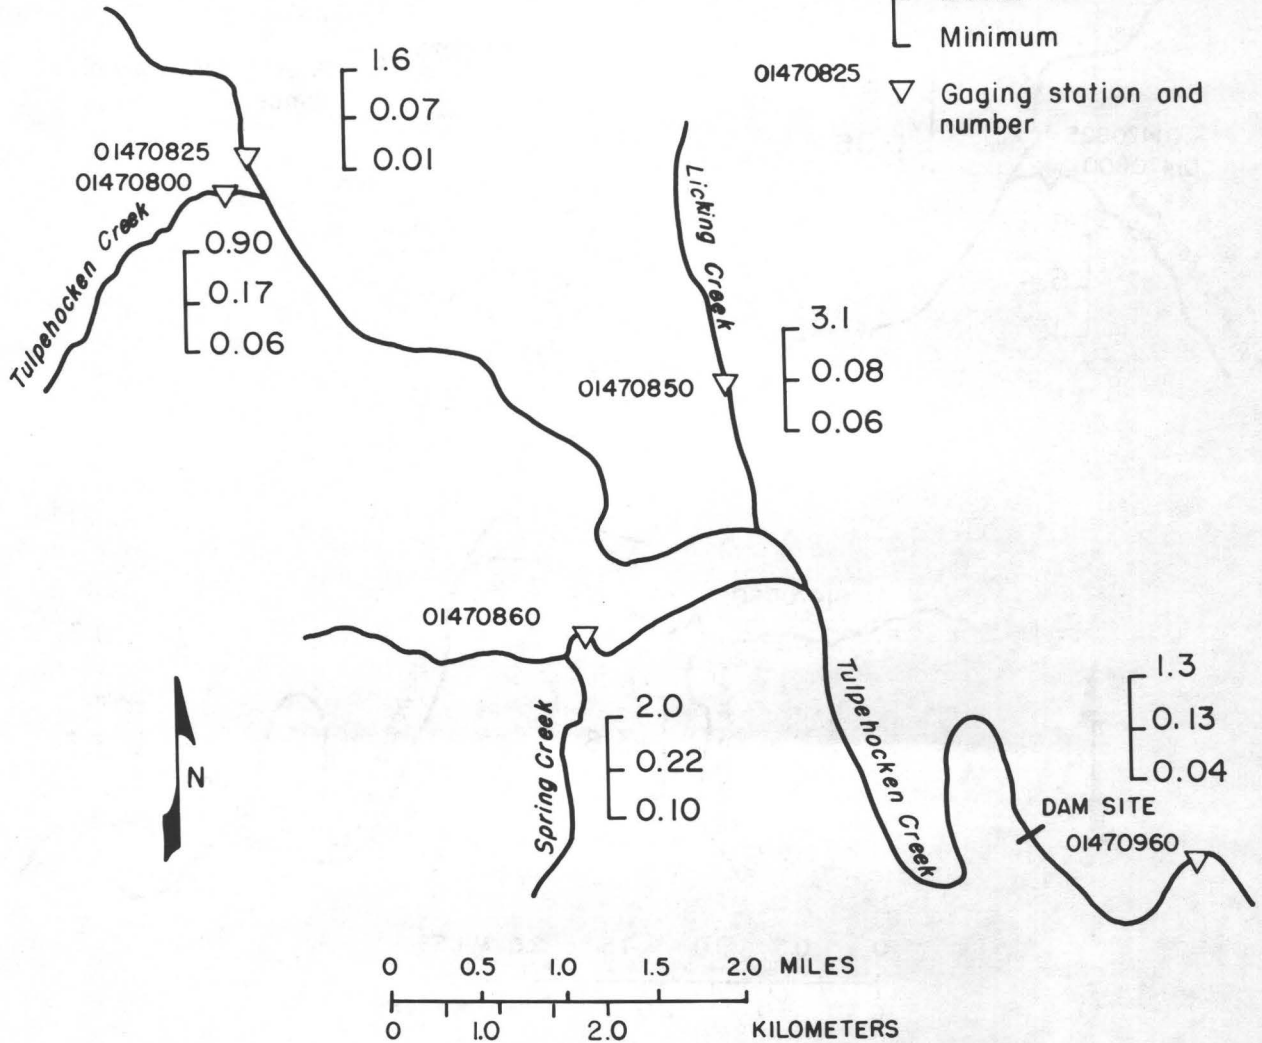 Minimum
01470825
Gaging station and
number
1.6
0.07
0.01
01470825
01470800
Tulpehocken Creek
0.90
0.17
0.06
Licking Creek
3.1
0.08
0.06
01470850
01470860
Spring Creek
2.0
0.22
0.10
Tulpehocken Creek
1.3
0.13
0.04
DAM SITE
01470960
N
0 0.5 1.0 1.5 2.0 MILES
0 1.0 2.0 KILOMETERS